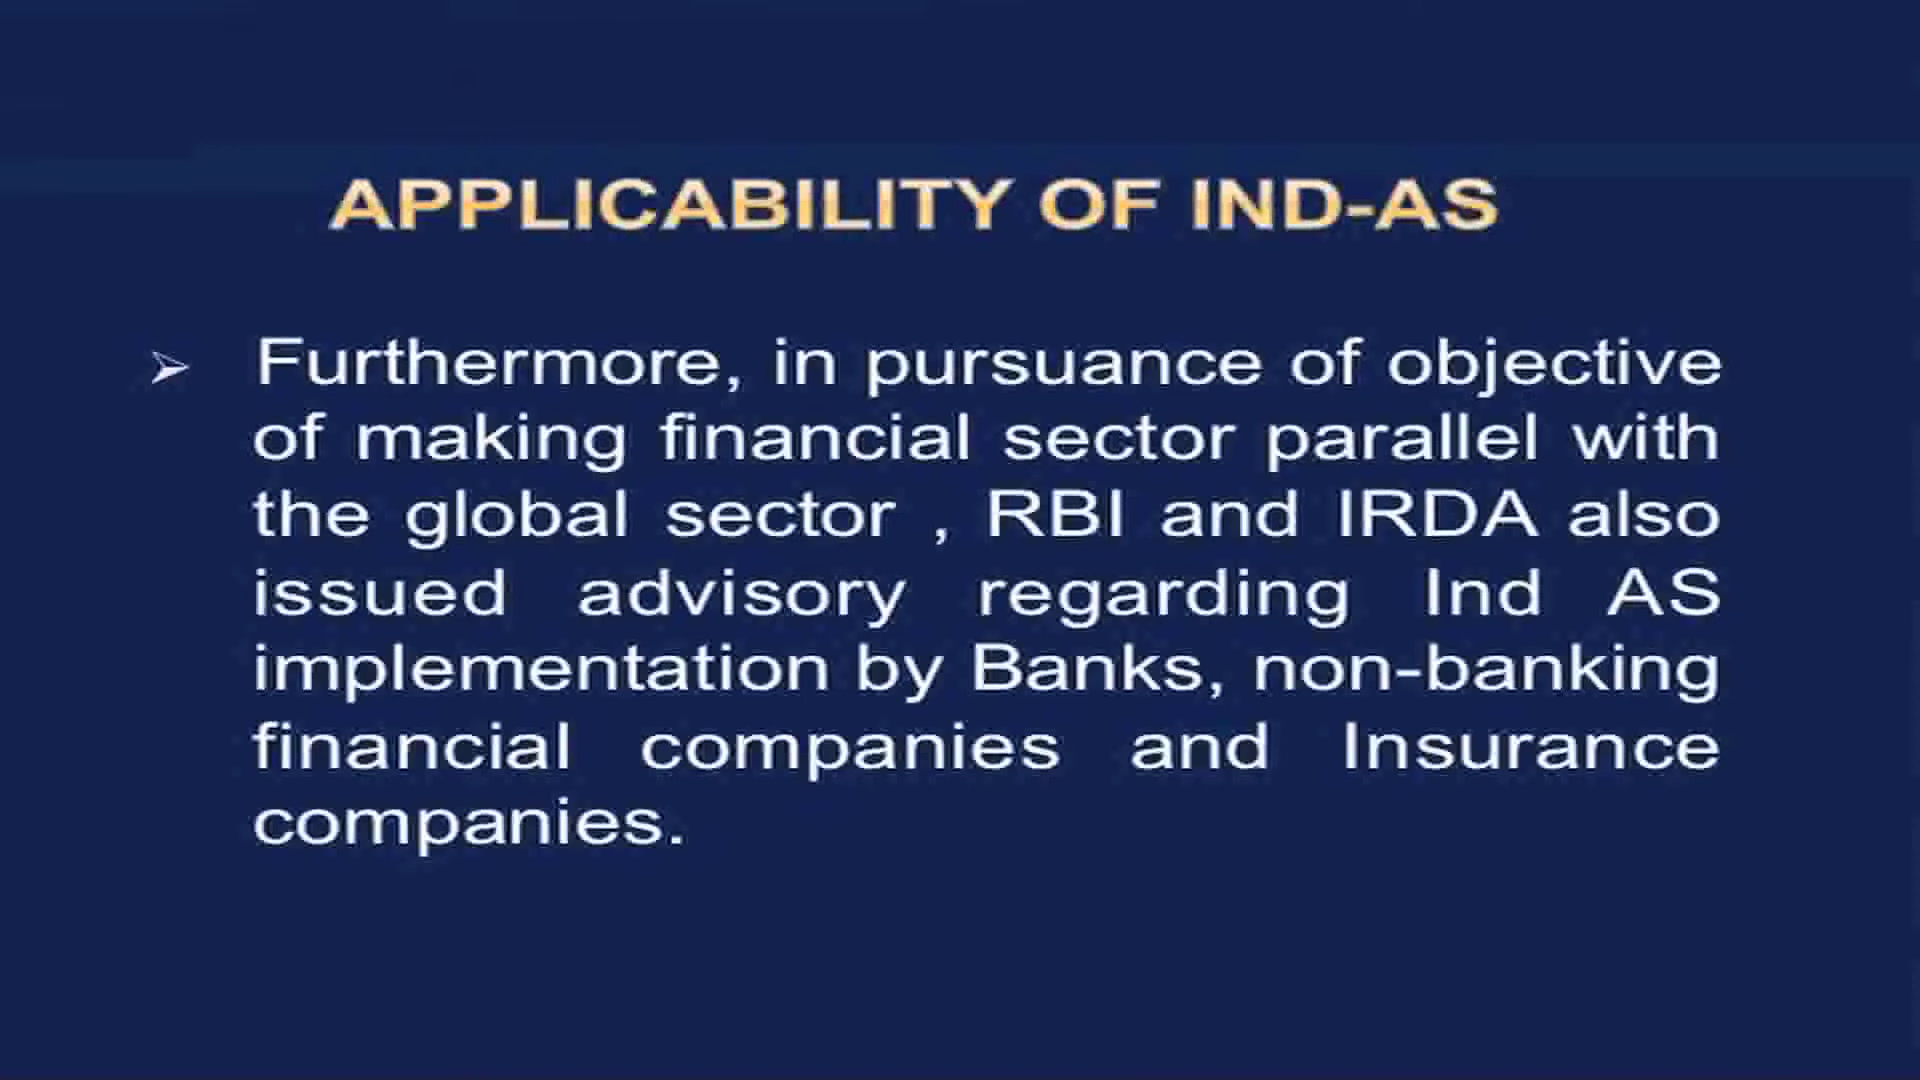 APPLICABILITY OF IND-AS
➢ Furthermore, in pursuance of objective
of making financial sector parallel with
the global sector , RBI and IRDA also
issued advisory regarding Ind AS
implementation by Banks, non-banking
financial companies and Insurance
companies.